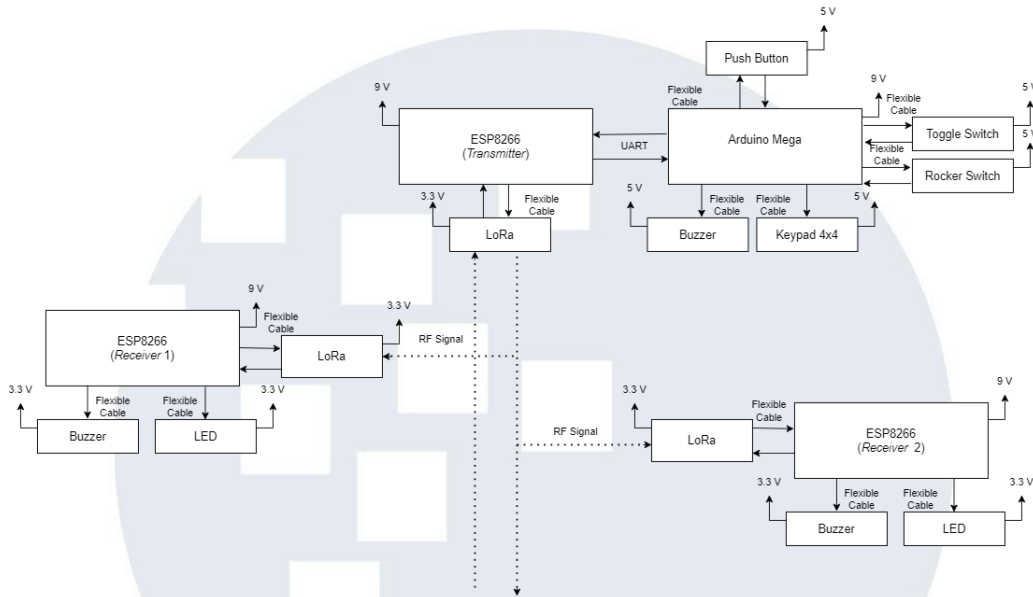 5 V
Push Button
9 V
Flexible
Cable
9 V
Flexible
Cable
5 V
ESP8266
(Transmitter)
UART
Arduino Mega
Toggle Switch
5 V
Flexible
Cable
Rocker Switch
3.3 V
Flexible
Cable
LoRa
5 V
Flexible
Cable
Buzzer
Flexible
Cable
5 V
Keypad 4x4
9 V
Flexible
Cable
3.3 V
ESP8266
(Receiver 1)
LoRa
RF Signal
3.3 V
Flexible
Cable
Buzzer
Flexible
Cable
3.3 V
LED
RF Signal
3.3 V
LoRa
Flexible
Cable
9 V
ESP8266
(Receiver 2)
3.3 V
Flexible
Cable
Buzzer
Flexible
Cable
3.3 V
LED